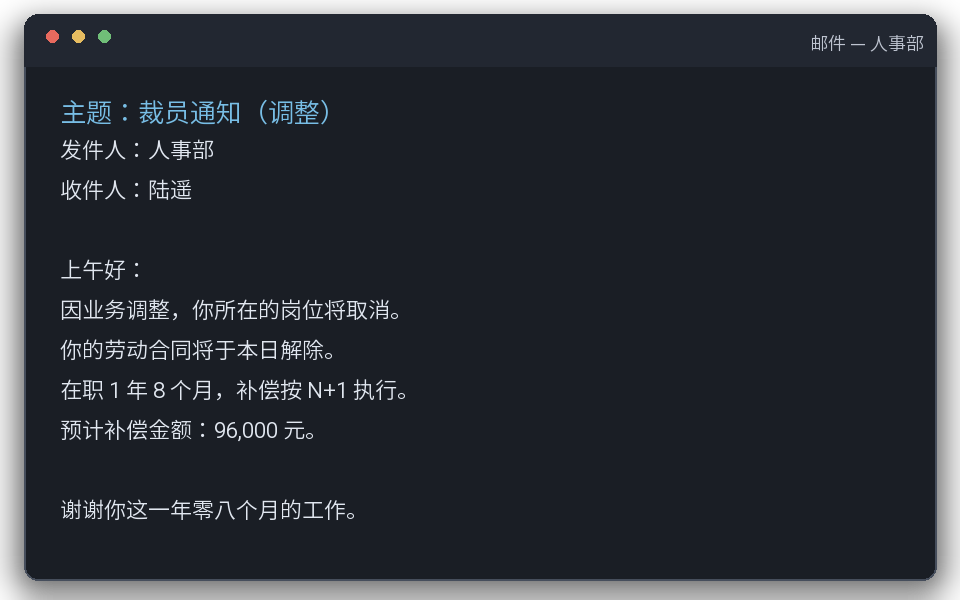 邮件 — 人事部
主题：裁员通知（调整）
发件人：人事部
收件人：陆遥
上午好：
因业务调整，你所在的岗位将取消。
你的劳动合同将于本日解除。
在职 1 年 8 个月，补偿按 N+1 执行。
预计补偿金额：96,000 元。
谢谢你这一年零八个月的工作。